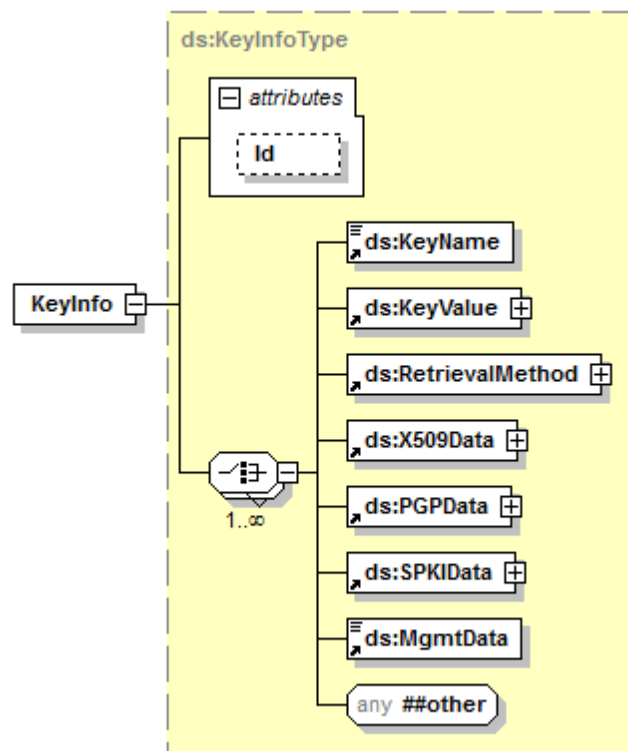 ds:KeyInfoType
attributes
Id
KeyInfo
ds:KeyName
ds:KeyValue
ds:RetrievalMethod
ds:X509Data
1..∞
ds:PGPData
ds:SPKIData
ds:MgmtData
any ##other